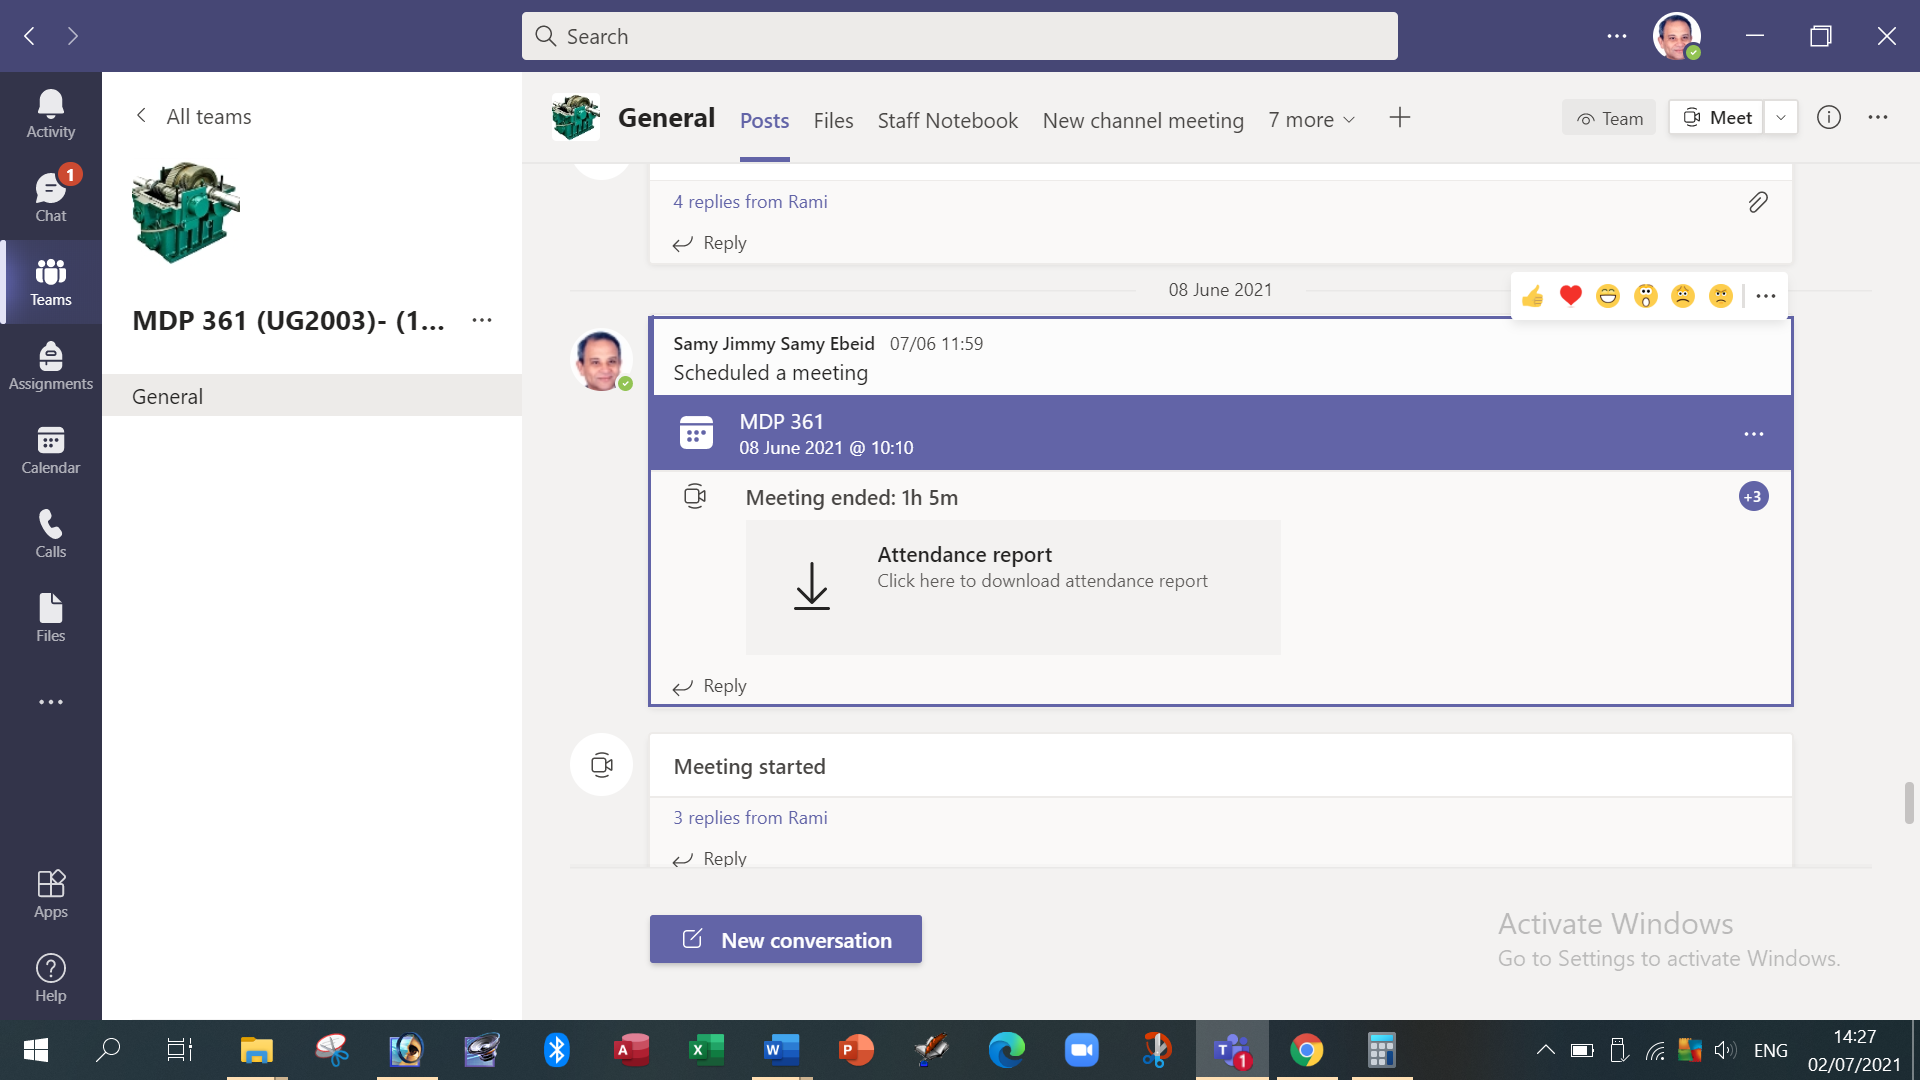 Search
Activity
1
Chat
Teams
Assignments
Calendar
Calls
Files
Apps
Help
All teams
MDP 361 (UG2003)- (1...
General
General
Posts
Files
Staff Notebook
New channel meeting
7 more
Team
Meet
4 replies from Rami
Reply
08 June 2021
Samy Jimmy Samy Ebeid 07/06 11:59
Scheduled a meeting
MDP 361
08 June 2021 @ 10:10
Meeting ended: 1h 5m
+3
Attendance report
Click here to download attendance report
Reply
Meeting started
3 replies from Rami
Reply
New conversation
Activate Windows
Go to Settings to activate Windows.
A
X
W
P
T
1
ENG
14:27
02/07/2021